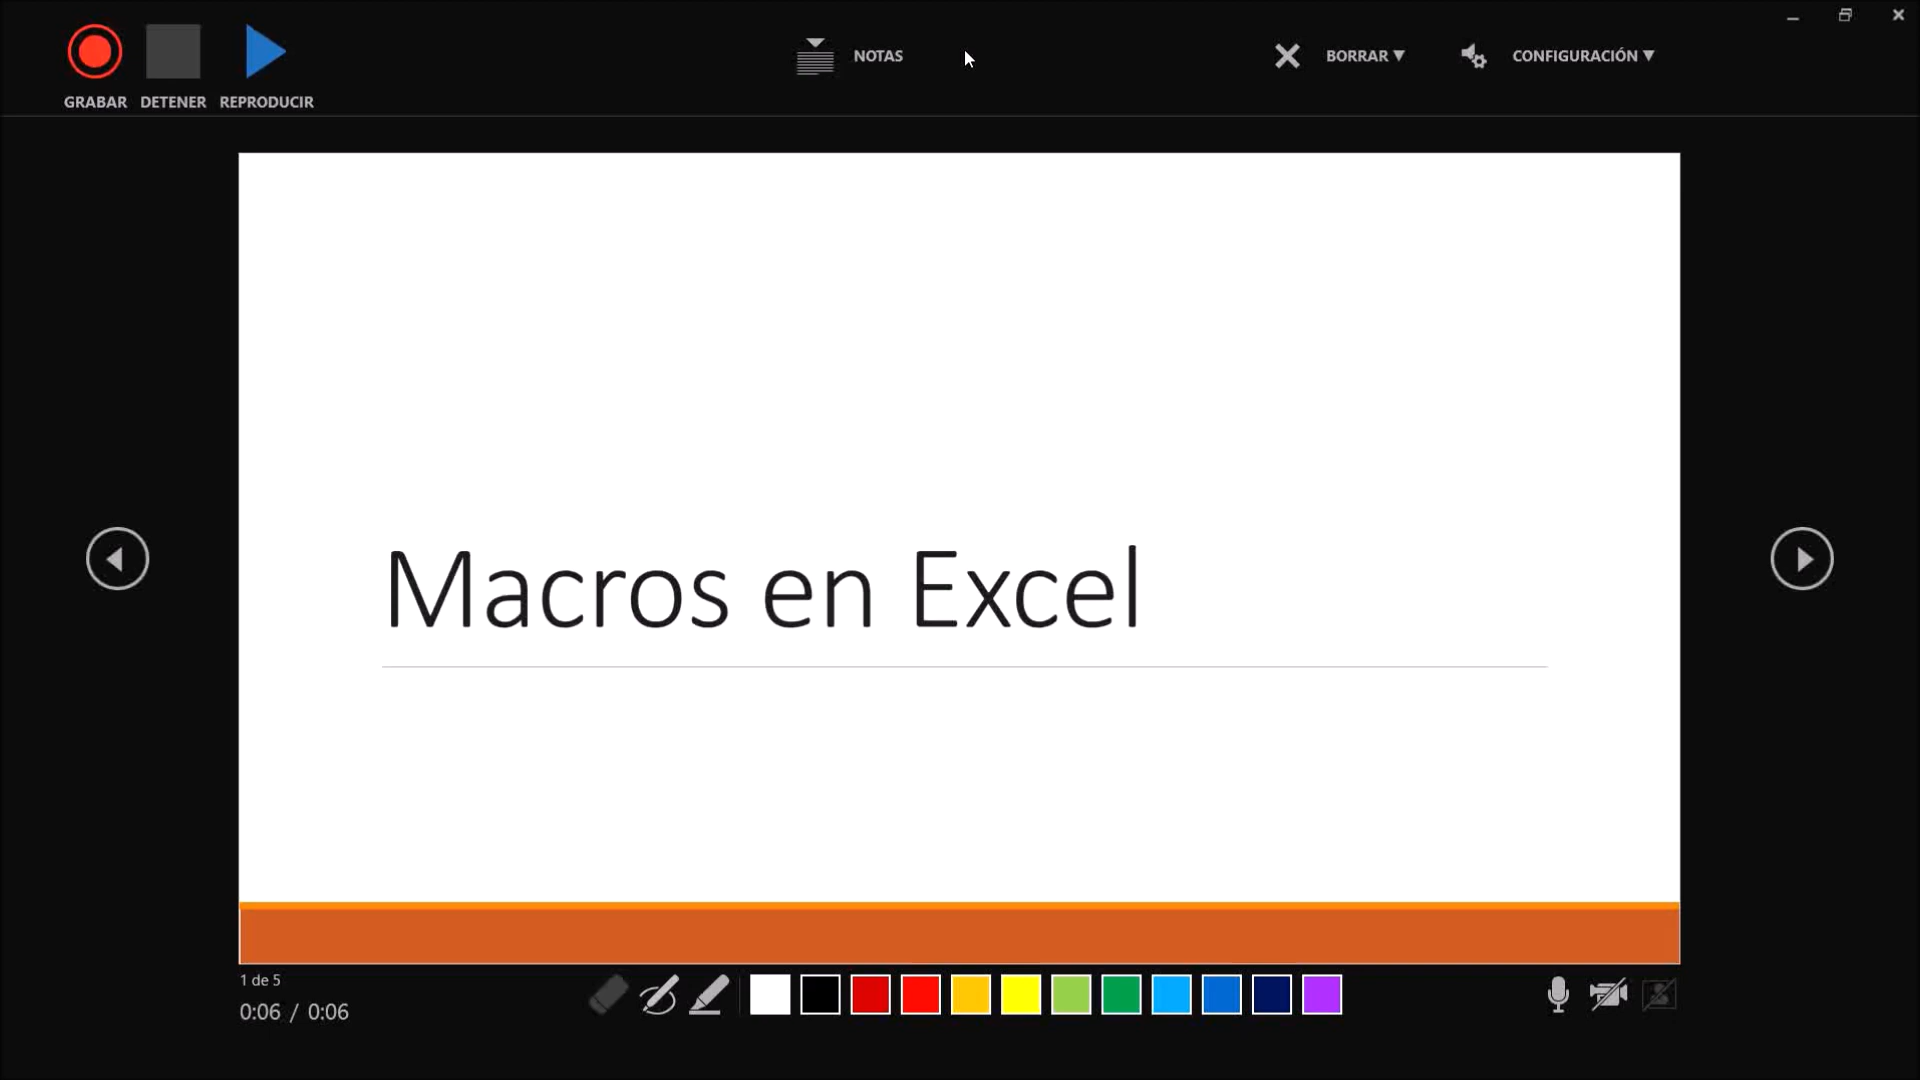 GRABAR DETENER REPRODUCIR
NOTAS
BORRAR
CONFIGURACIÓN
Macros en Excel
1 de 5
0:06 / 0:06